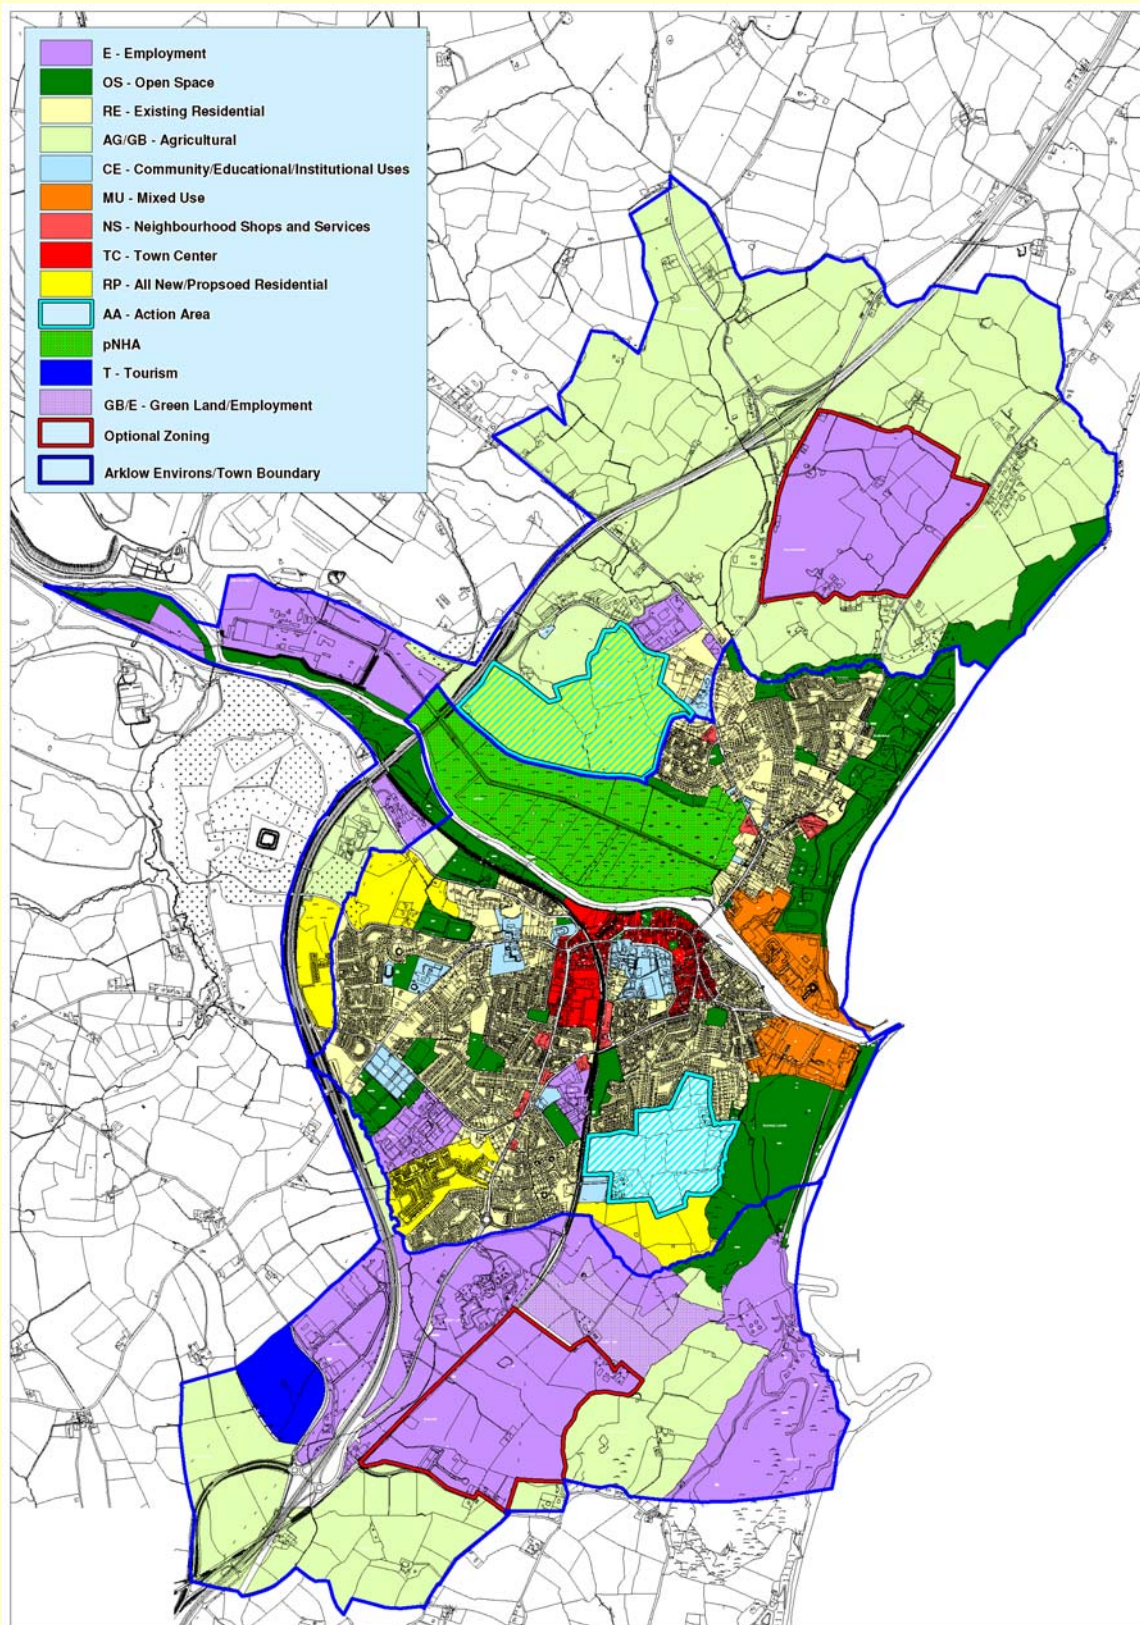 E - Employment
OS - Open Space
RE - Existing Residential
AG/GB - Agricultural
CE - Community/Educational/Institutional Uses
MU - Mixed Use
NS - Neighbourhood Shops and Services
TC - Town Center
RP - All New/Propsoed Residential
AA - Action Area
pNHA
T - Tourism
GB/E - Green Land/Employment
Optional Zoning
Arklow Environs/Town Boundary